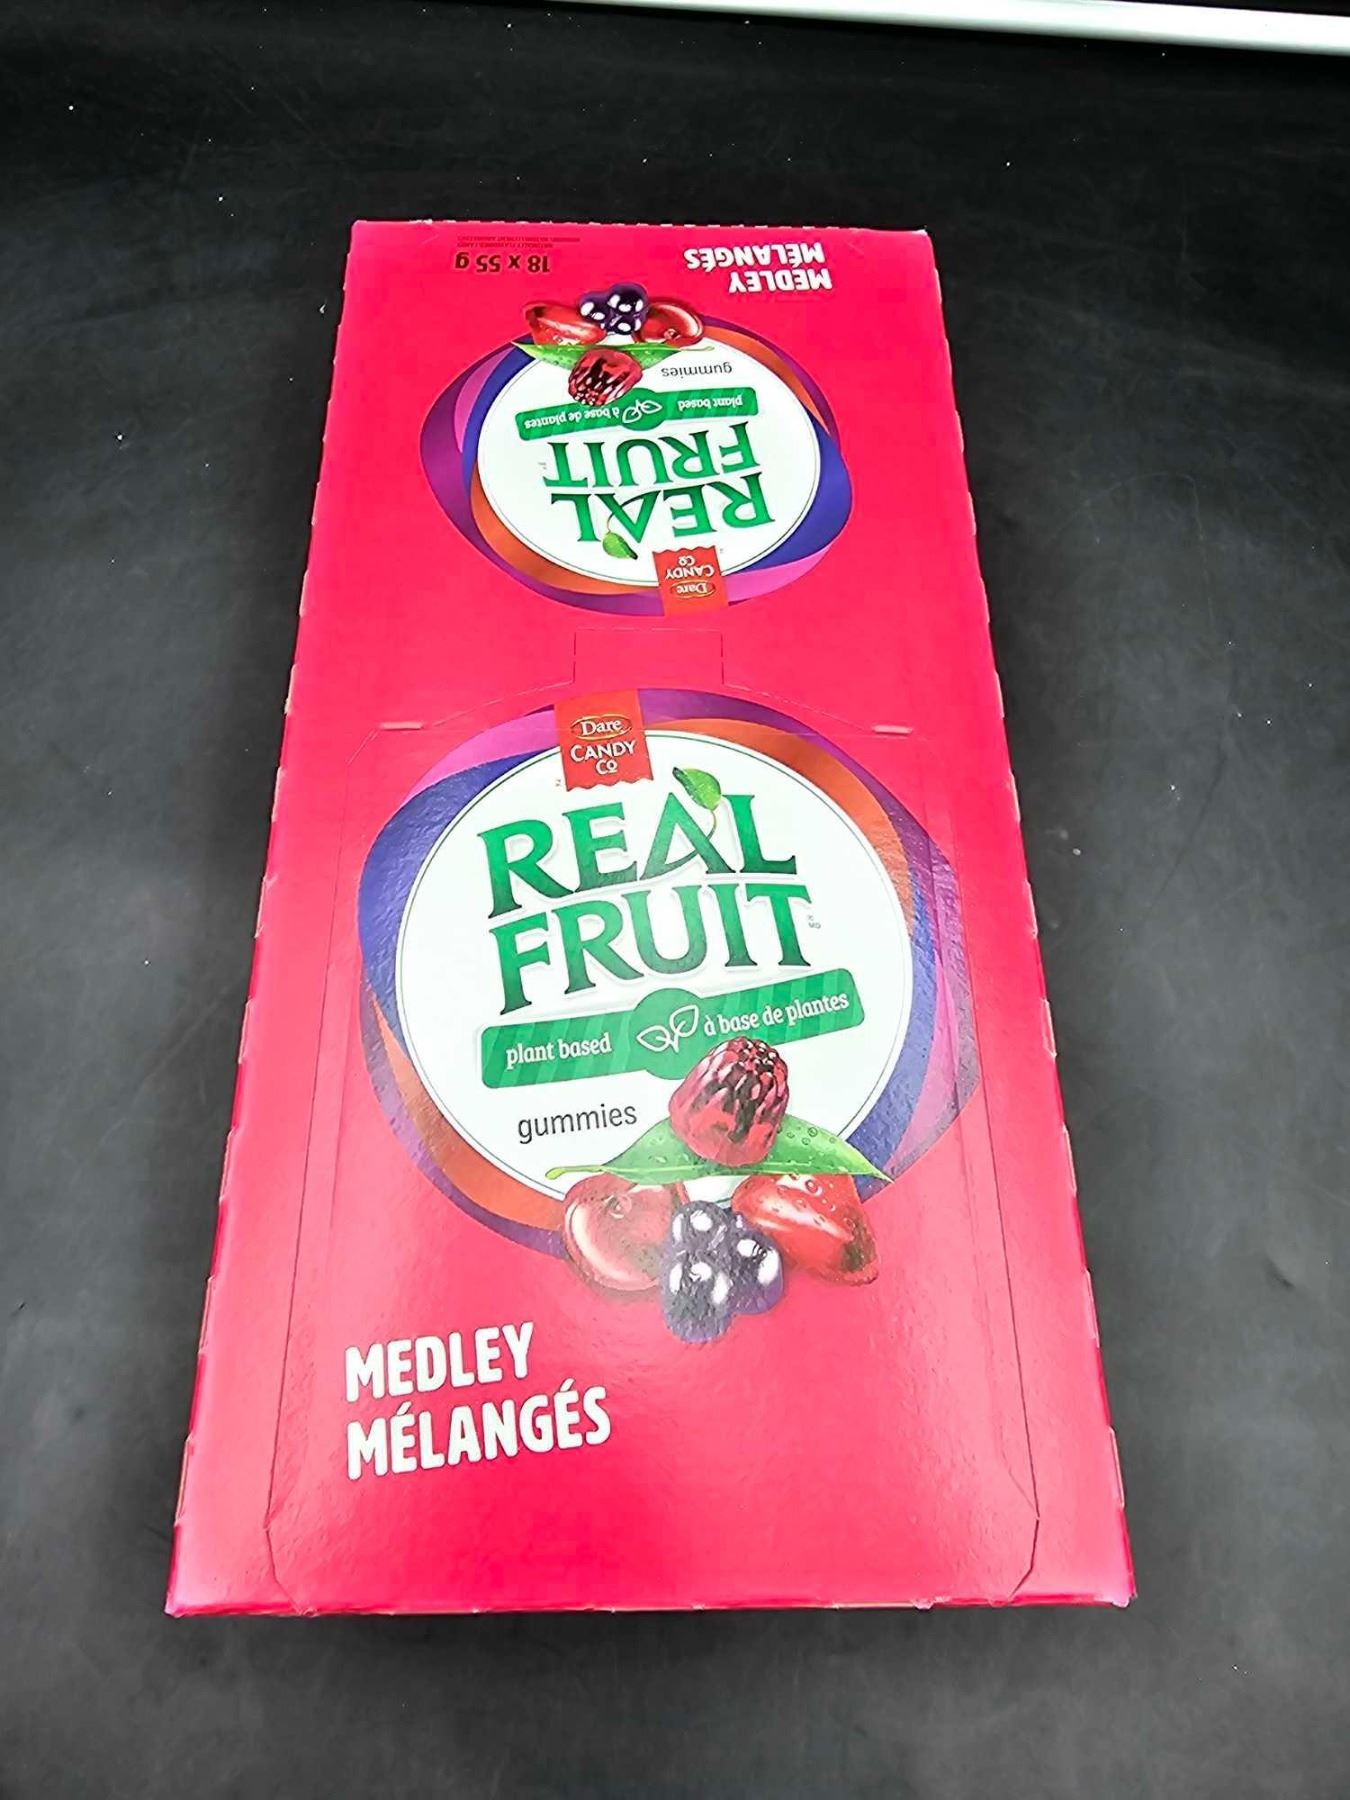 18 x 55 g
MEDLEY
MÉLANGÉS
gummies
plant based à base de plantes
REAL
FRUIT
Dare
CANDY
CO
Dare
CANDY
CO
REAL
FRUIT
plant based à base de plantes
gummies
MEDLEY
MÉLANGÉS